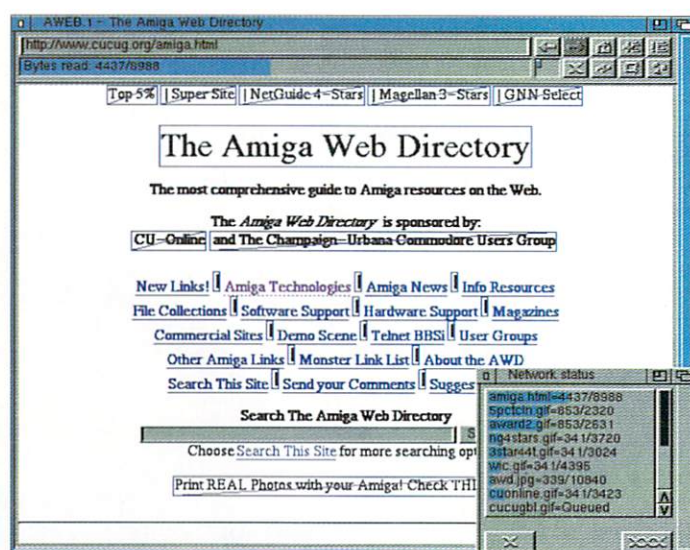 AWEB.1 - The Amiga Web Directory
http://www.cucug.org/amiga.html
Bytes read: 4437/8988
Top 5% | Super Site | NetGuide 4-Stars | Magellan 3-Stars | GNN Select
The Amiga Web Directory
The most comprehensive guide to Amiga resources on the Web.
The Amiga Web Directory is sponsored by:
CU-Online and The Champaign-Urbana Commodore Users Group
New Links! Amiga Technologies Amiga News Info Resources
File Collections Software Support Hardware Support Magazines
Commercial Sites Demo Scene Telnet BBSi User Groups
Other Amiga Links Monster Link List About the AWD
Search This Site Send your Comments Sugges
Search The Amiga Web Directory
S
Choose Search This Site for more searching opt
Print REAL Photos with your Amiga! Check THI
Network status
amiga.html=4437/8988
5pctcin.gif=853/2320
award2.gif=853/2631
ng4stars.gif=341/3720
3star44t.gif=341/3024
wic.gif=341/4395
awd.jpg=339/10840
cuonline.gif=341/3423
cucugbl.gif=Queued